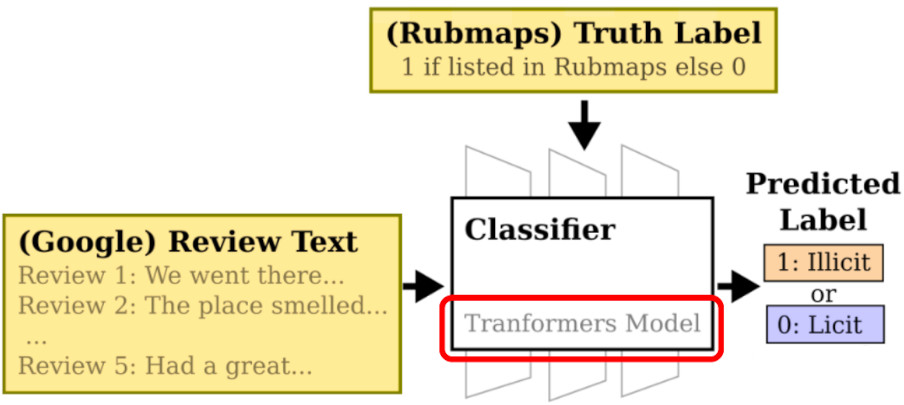 (Rubmaps) Truth Label
1 if listed in Rubmaps else 0
(Google) Review Text
Review 1: We went there...
Review 2: The place smelled...
...
Review 5: Had a great...
Classifier
Tranformers Model
Predicted
Label
1: Illicit
or
0: Licit